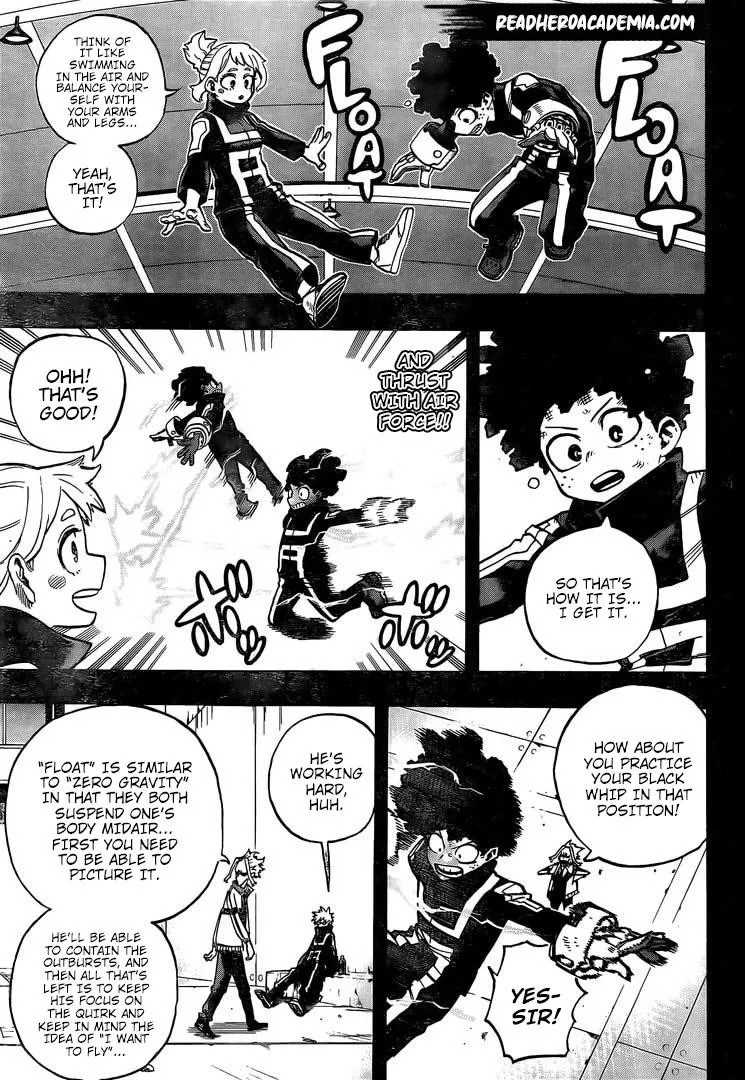 READHEROACADEMIA.COM
FLOAT
THINK OF
IT LIKE
SWIMMING
IN THE AIR AND
BALANCE YOUR-
SELF WITH
YOUR ARMS
AND LEGS...
YEAH,
THAT'S
IT!
FLOAT
SO THAT'S
HOW IT IS...
I GET IT.
AND
THRUST
WITH AIR
FORCE!!
OHH!
THAT'S
GOOD!
ボッ
ボッ
HOW ABOUT
YOU PRACTICE
YOUR BLACK
WHIP IN THAT
POSITION!
YES-
SIR!
HE'S
WORKING
HARD,
HUH.
"FLOAT" IS SIMILAR
TO "ZERO GRAVITY"
IN THAT THEY BOTH
SUSPEND ONE'S
BODY MIDAIR...
FIRST YOU
NEED TO
BE ABLE TO
PICTURE IT.
HE'LL BE ABLE
TO CONTAIN THE
OUTBURSTS, AND
THEN ALL THAT'S
LEFT IS TO KEEP
HIS FOCUS ON
THE QUIRK AND
KEEP IN MIND THE
IDEA OF "I WANT
TO FLY"...